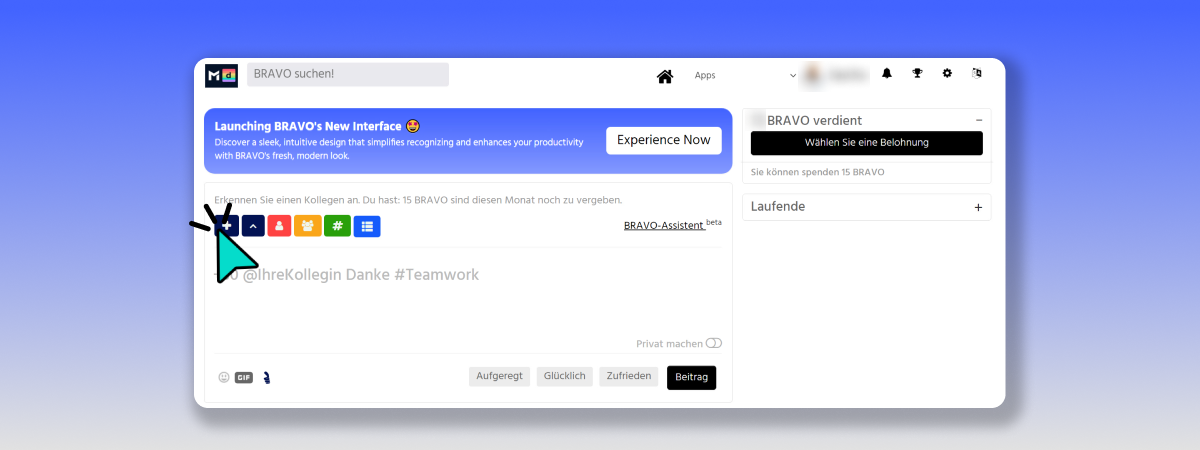 M d
BRAVO suchen!
Apps
Launching BRAVO's New Interface
Discover a sleek, intuitive design that simplifies recognizing and enhances your productivity
with BRAVO's fresh, modern look.
Experience Now
BRAVO verdient
Wählen Sie eine Belohnung
Sie können spenden 15 BRAVO
Laufende
Erkennen Sie einen Kollegen an. Du hast: 15 BRAVO sind diesen Monat noch zu vergeben.
#
BRAVO-Assistent beta
@IhreKollegin Danke #Teamwork
Privat machen
GIF
Aufgeregt
Glücklich
Zufrieden
Beitrag